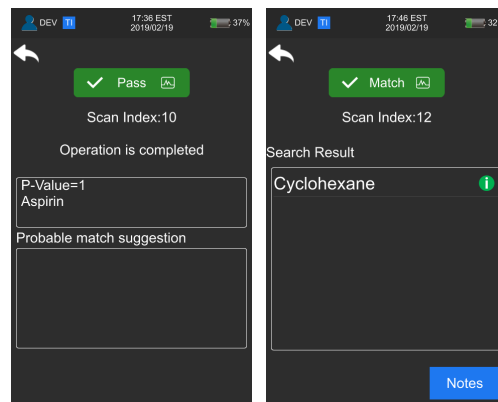 DEV TI 17:36 EST 37%
2019/02/19
Pass
Scan Index:10
Operation is completed
P-Value=1
Aspirin
Probable match suggestion
DEV TI 17:46 EST 32
2019/02/19
Match
Scan Index:12
Search Result
Cyclohexane
Notes